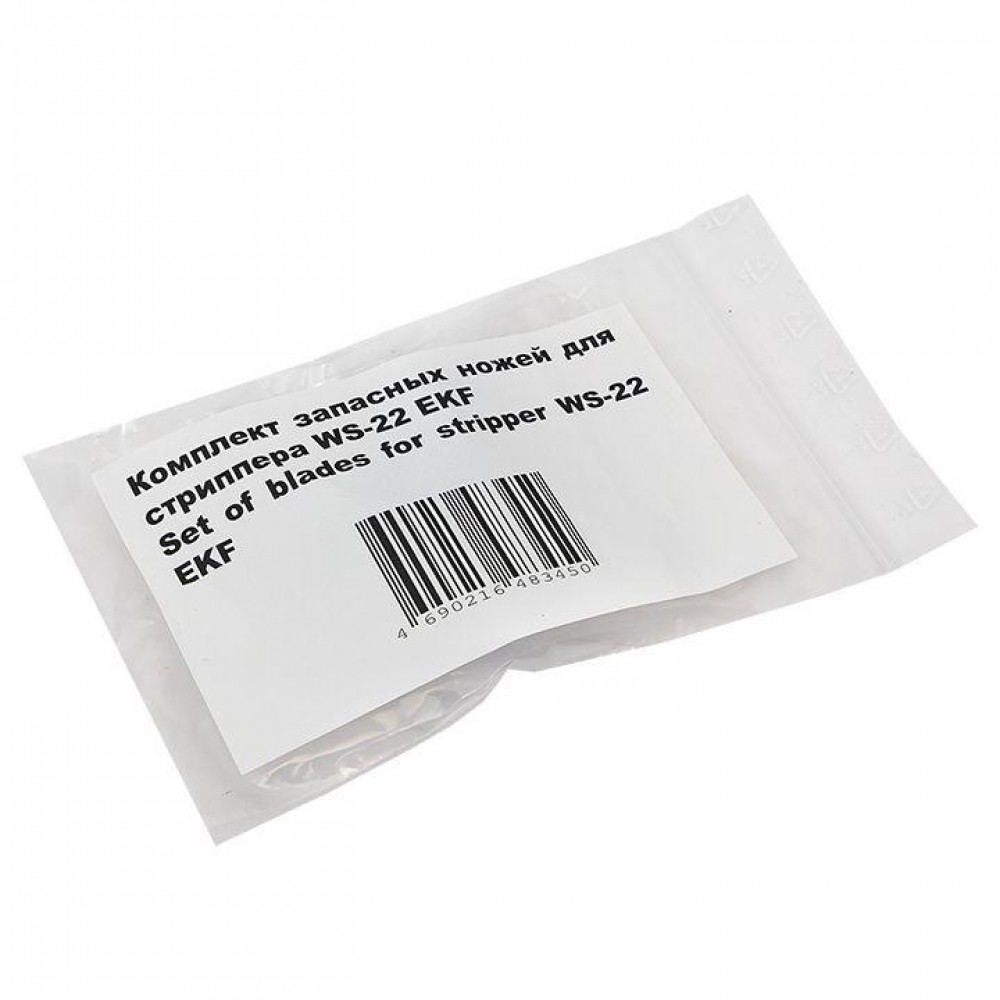 Комплект запасных ножей для
стриппера WS-22 EKF
Set of blades for stripper WS-22
EKF
4 690216 483450